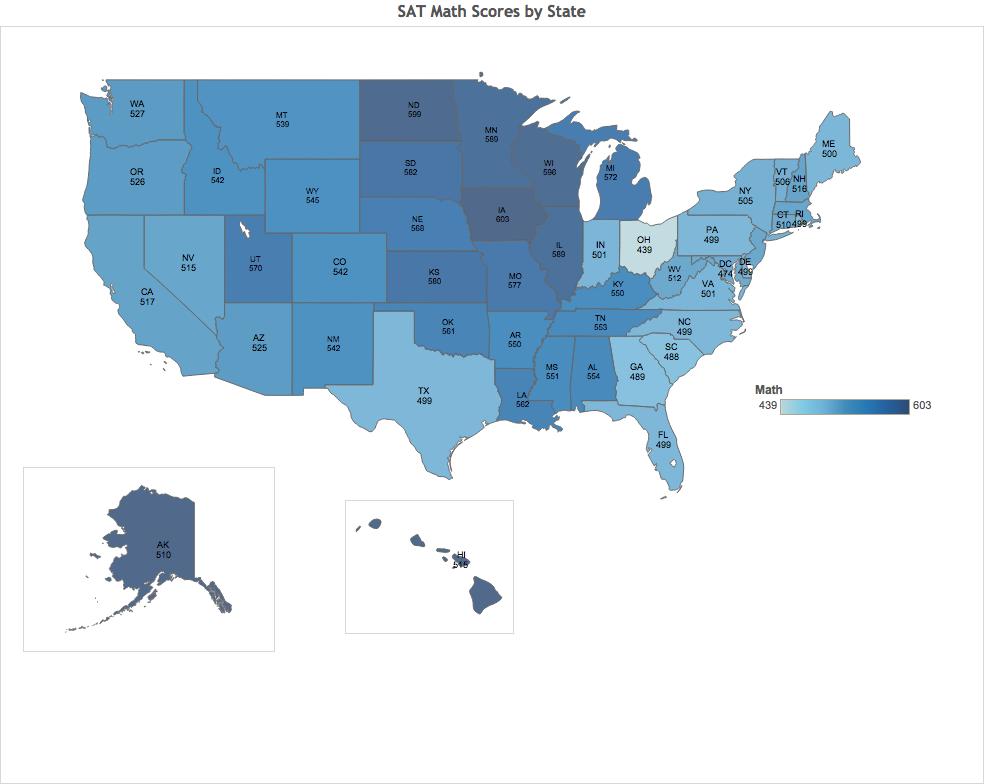 SAT Math Scores by State
WA
527
MT
539
ND
599
MN
589
OR
526
ID
542
WY
545
SD
582
WI
596
MI
572
ME
500
VT
506
NH
516
NY
505
CT
510
RI
499
NV
515
UT
570
CO
542
NE
568
IA
603
IL
589
IN
501
OH
439
PA
499
CA
517
KS
580
MO
577
KY
550
WV
512
VA
501
DC
474
DE
499
AZ
525
NM
542
OK
561
AR
550
TN
553
NC
499
SC
488
TX
499
LA
562
MS
551
AL
554
GA
489
FL
499
Math
439
603
AK
510
HI
515